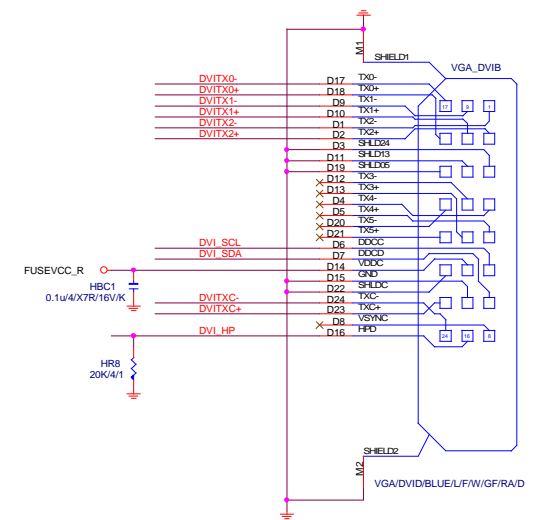 M1
SHIELD1
VGA_DVIB
DVITX0- D17 TX0-
DVITX0+ D18 TX0+
DVITX1- D9 TX1- 17 9 1
DVITX1+ D10 TX1+
DVITX2- D1 TX2-
DVITX2+ D2 TX2+
D3 SHLD24
D11 SHLD13
D19 SHLD05
D12 TX3-
D13 TX3+
D4 TX4-
D5 TX4+
D20 TX5-
D21 TX5+
DVI_SCL D6 DDCC
DVI_SDA D7 DDCD
FUSEVCC_R D14 VDDC
D15 GND
HBC1 D22 SHLDC
0.1u/4/X7R/16V/K
DVITXC- D24 TXC-
DVITXC+ D23 TXC+
D8 VSYNC
DVI_HP D16 HPD 24 16 8
HR8
20K/4/1
SHIELD2
M2
VGA/DVID/BLUE/L/F/W/GF/RA/D